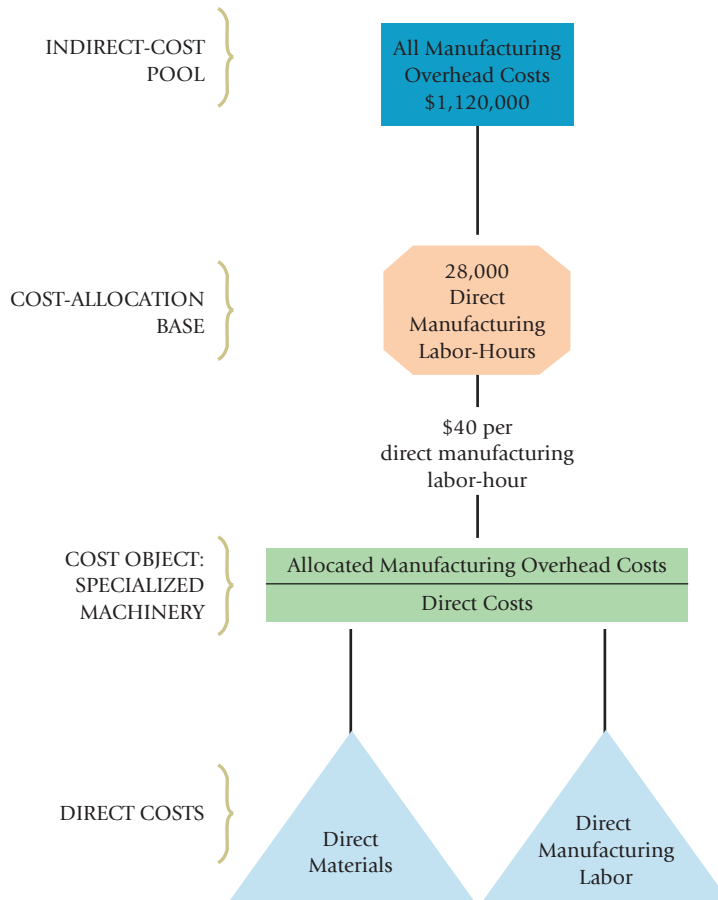 INDIRECT-COST
POOL
All Manufacturing
Overhead Costs
$1,120,000
COST-ALLOCATION
BASE
28,000
Direct
Manufacturing
Labor-Hours
$40 per
direct manufacturing
labor-hour
COST OBJECT:
SPECIALIZED
MACHINERY
Allocated Manufacturing Overhead Costs
Direct Costs
DIRECT COSTS
Direct
Materials
Direct
Manufacturing
Labor